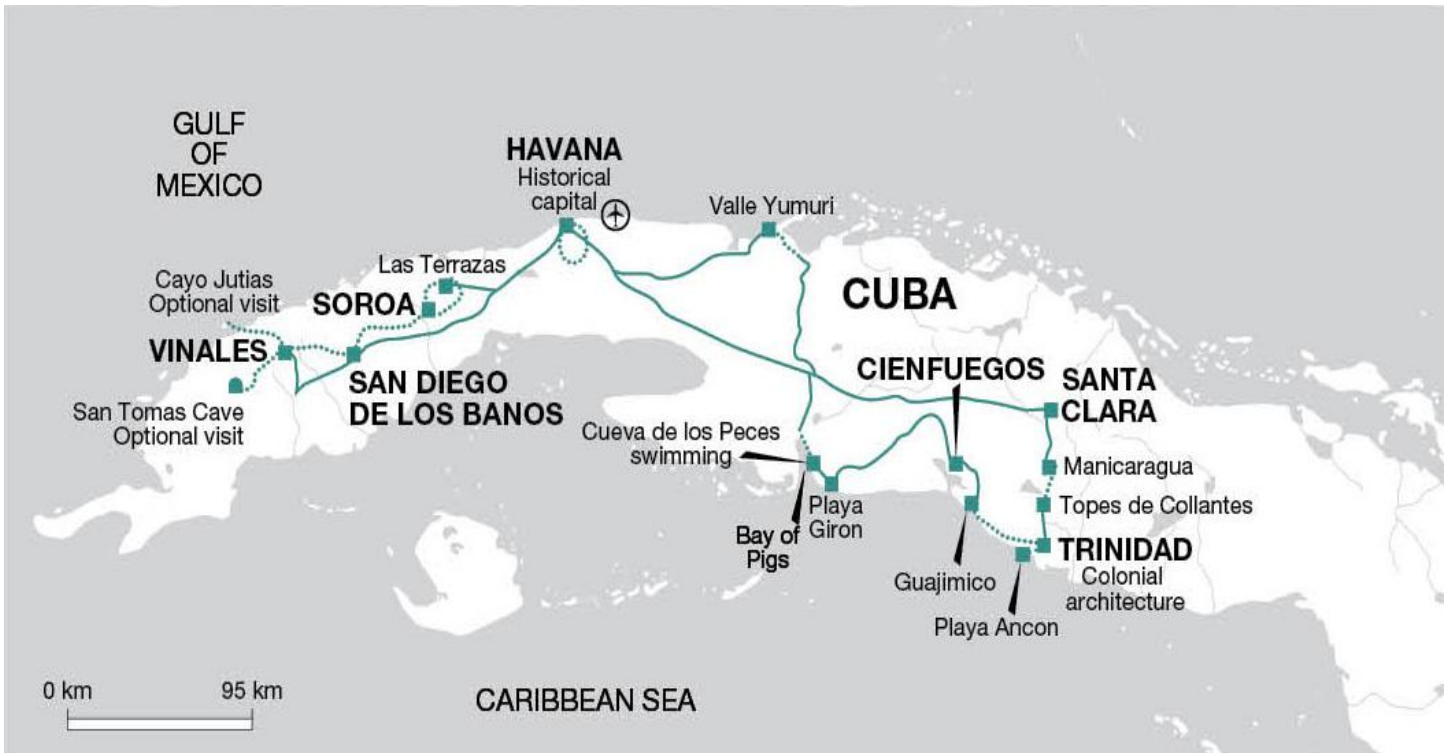 GULF
OF
MEXICO
HAVANA
Historical
capital
Valle Yumuri
Las Terrazas
Cayo Jutias
Optional visit
SOROA
CUBA
VINALES
SAN DIEGO
DE LOS BANOS
CIENFUEGOS
SANTA
CLARA
San Tomas Cave
Optional visit
Cueva de los Peces
swimming
Manicaragua
Playa
Giron
Topes de Collantes
Bay of
Pigs
TRINIDAD
Colonial
architecture
Guajimico
Playa Ancon
0 km
95 km
CARIBBEAN SEA